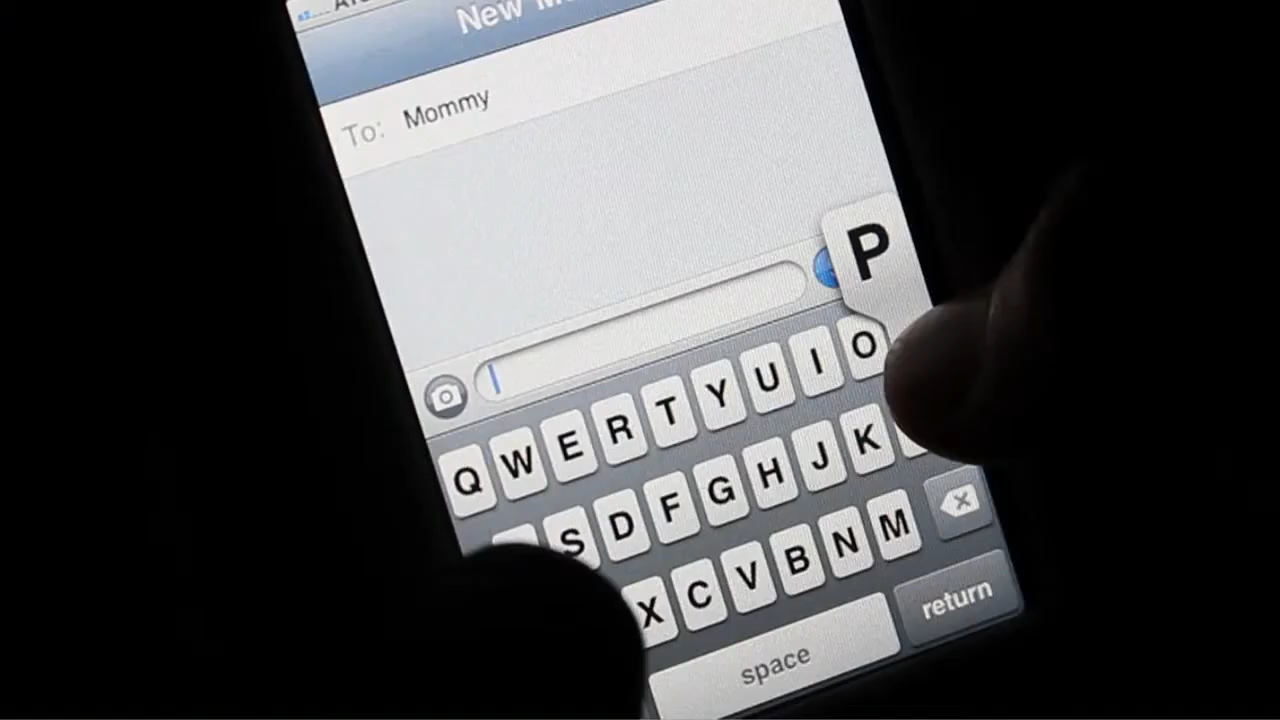 New
To: Mommy
P
Q W E R T Y U I O
S D F G H J K
X C V B N M
space return